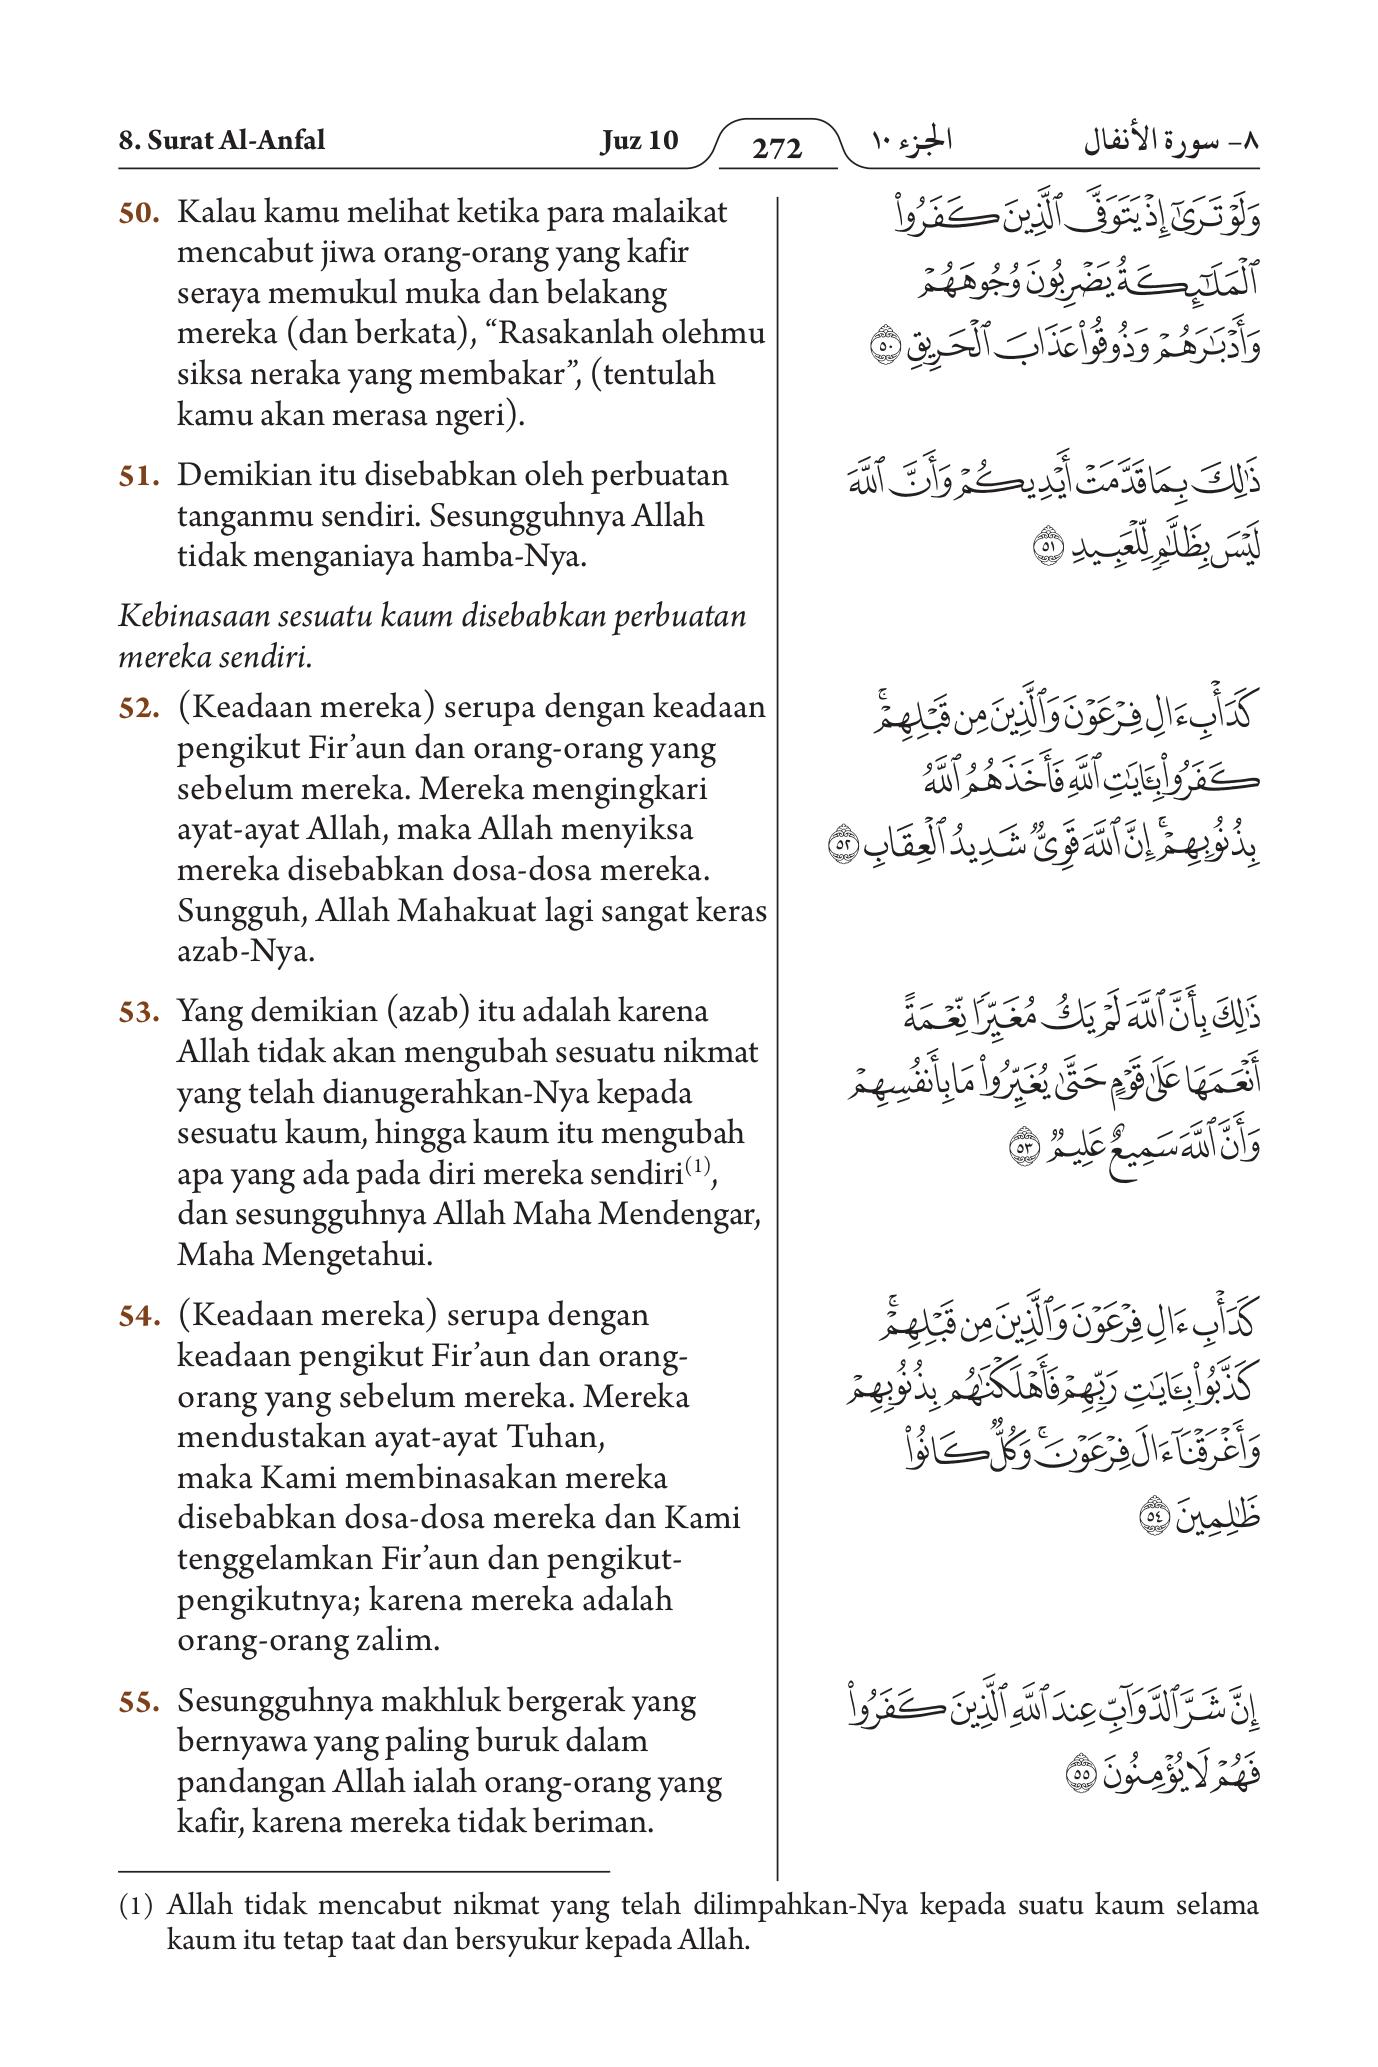 8. Surat Al-Anfal
Juz 10
272
الجزء ١٠
٨- سورة الأنفال
50. Kalau kamu melihat ketika para malaikat
mencabut jiwa orang-orang yang kafir
seraya memukul muka dan belakang
mereka (dan berkata), “Rasakanlah olehmu
siksa neraka yang membakar”, (tentulah
kamu akan merasa ngeri).
51. Demikian itu disebabkan oleh perbuatan
tanganmu sendiri. Sesungguhnya Allah
tidak menganiaya hamba-Nya.
Kebinasaan sesuatu kaum disebabkan perbuatan
mereka sendiri.
52. (Keadaan mereka) serupa dengan keadaan
pengikut Fir’aun dan orang-orang yang
sebelum mereka. Mereka mengingkari
ayat-ayat Allah, maka Allah menyiksa
mereka disebabkan dosa-dosa mereka.
Sungguh, Allah Mahakuat lagi sangat keras
azab-Nya.
53. Yang demikian (azab) itu adalah karena
Allah tidak akan mengubah sesuatu nikmat
yang telah dianugerahkan-Nya kepada
sesuatu kaum, hingga kaum itu mengubah
apa yang ada pada diri mereka sendiri(1),
dan sesungguhnya Allah Maha Mendengar,
Maha Mengetahui.
54. (Keadaan mereka) serupa dengan
keadaan pengikut Fir’aun dan orang-
orang yang sebelum mereka. Mereka
mendustakan ayat-ayat Tuhan,
maka Kami membinasakan mereka
disebabkan dosa-dosa mereka dan Kami
tenggelamkan Fir’aun dan pengikut-
pengikutnya; karena mereka adalah
orang-orang zalim.
55. Sesungguhnya makhluk bergerak yang
bernyawa yang paling buruk dalam
pandangan Allah ialah orang-orang yang
kafir, karena mereka tidak beriman.
وَلَوْ تَرَىٰٓ إِذْ يَتَوَفَّى ٱلَّذِينَ كَفَرُوا۟
ٱلْمَلَٰٓئِكَةُ يَضْرِبُونَ وُجُوهَهُمْ
وَأَدْبَٰرَهُمْ وَذُوقُوا۟ عَذَابَ ٱلْحَرِيقِ ٥٠
ذَٰلِكَ بِمَا قَدَّمَتْ أَيْدِيكُمْ وَأَنَّ ٱللَّهَ
لَيْسَ بِظَلَّٰمٍ لِّلْعَبِيدِ ٥١
كَدَأْبِ ءَالِ فِرْعَوْنَ وَٱلَّذِينَ مِن قَبْلِهِمْ ۚ
كَفَرُوا۟ بِـَٔايَٰتِ ٱللَّهِ فَأَخَذَهُمُ ٱللَّهُ
بِذُنُوبِهِمْ ۚ إِنَّ ٱللَّهَ قَوِىٌّ شَدِيدُ ٱلْعِقَابِ ٥٢
ذَٰلِكَ بِأَنَّ ٱللَّهَ لَمْ يَكُ مُغَيِّرًا نِّعْمَةً
أَنْعَمَهَا عَلَىٰ قَوْمٍ حَتَّىٰ يُغَيِّرُوا۟ مَا بِأَنفُسِهِمْ
وَأَنَّ ٱللَّهَ سَمِيعٌ عَلِيمٌ ٥٣
كَدَأْبِ ءَالِ فِرْعَوْنَ وَٱلَّذِينَ مِن قَبْلِهِمْ ۚ
كَذَّبُوا۟ بِـَٔايَٰتِ رَبِّهِمْ فَأَهْلَكْنَٰهُم بِذُنُوبِهِمْ
وَأَغْرَقْنَآ ءَالَ فِرْعَوْنَ ۚ وَكُلٌّ كَانُوا۟
ظَٰلِمِينَ ٥٤
إِنَّ شَرَّ ٱلدَّوَآبِّ عِندَ ٱللَّهِ ٱلَّذِينَ كَفَرُوا۟
فَهُمْ لَا يُؤْمِنُونَ ٥٥
(1) Allah tidak mencabut nikmat yang telah dilimpahkan-Nya kepada suatu kaum selama
kaum itu tetap taat dan bersyukur kepada Allah.